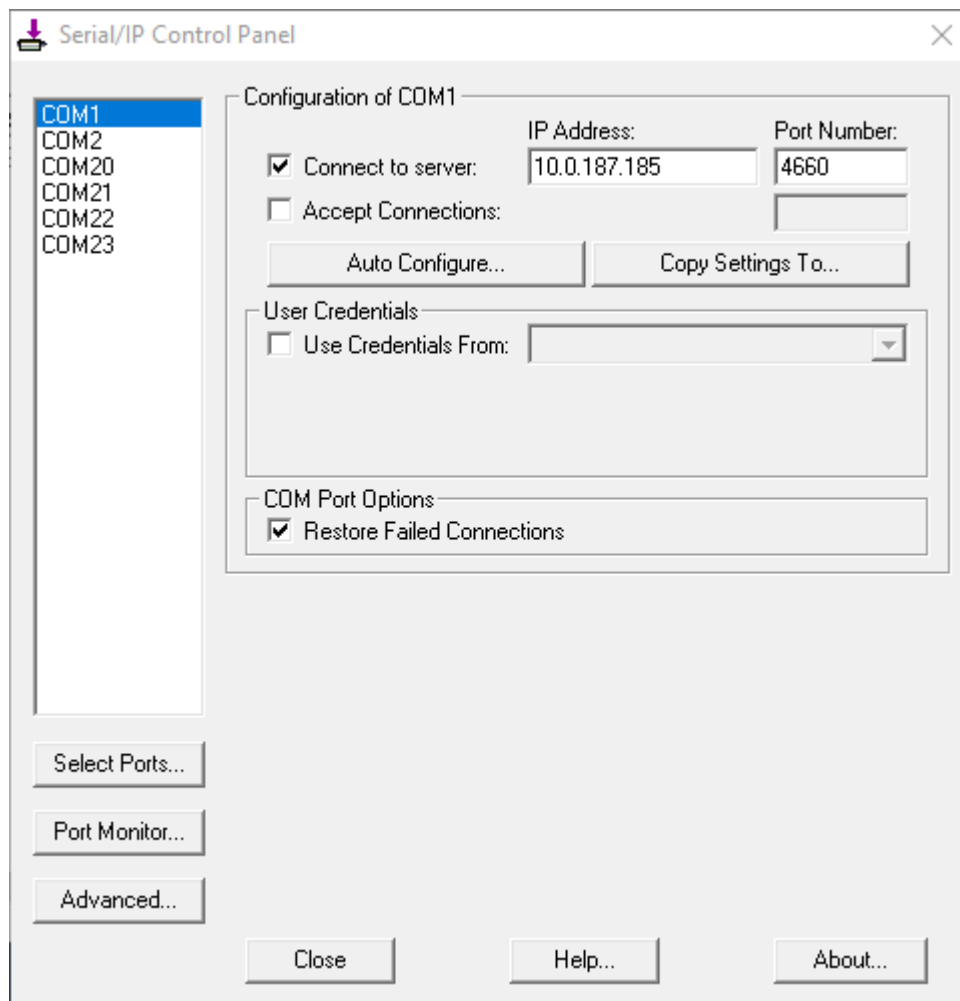 Serial/IP Control Panel
COM1
COM2
COM20
COM21
COM22
COM23
Configuration of COM1
IP Address: Port Number:
Connect to server: 10.0.187.185 4660
Accept Connections:
Auto Configure... Copy Settings To...
User Credentials
Use Credentials From:
COM Port Options
Restore Failed Connections
Select Ports...
Port Monitor...
Advanced...
Close Help... About...